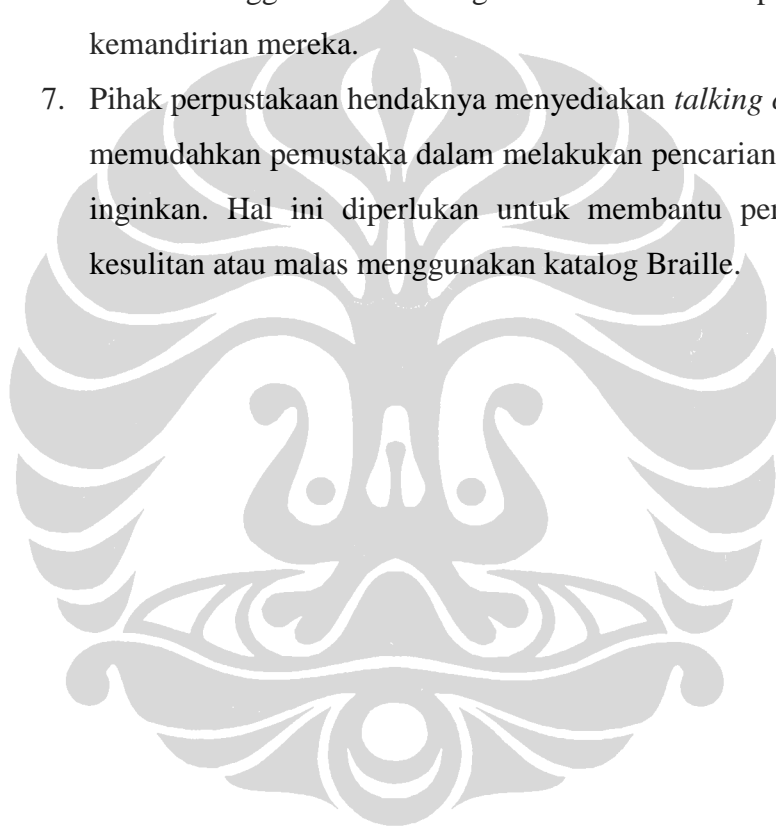 kemandirian mereka.
7. Pihak perpustakaan hendaknya menyediakan talking
memudahkan pemustaka dalam melakukan pencarian
inginkan. Hal ini diperlukan untuk membantu
kesulitan atau malas menggunakan katalog Braille.